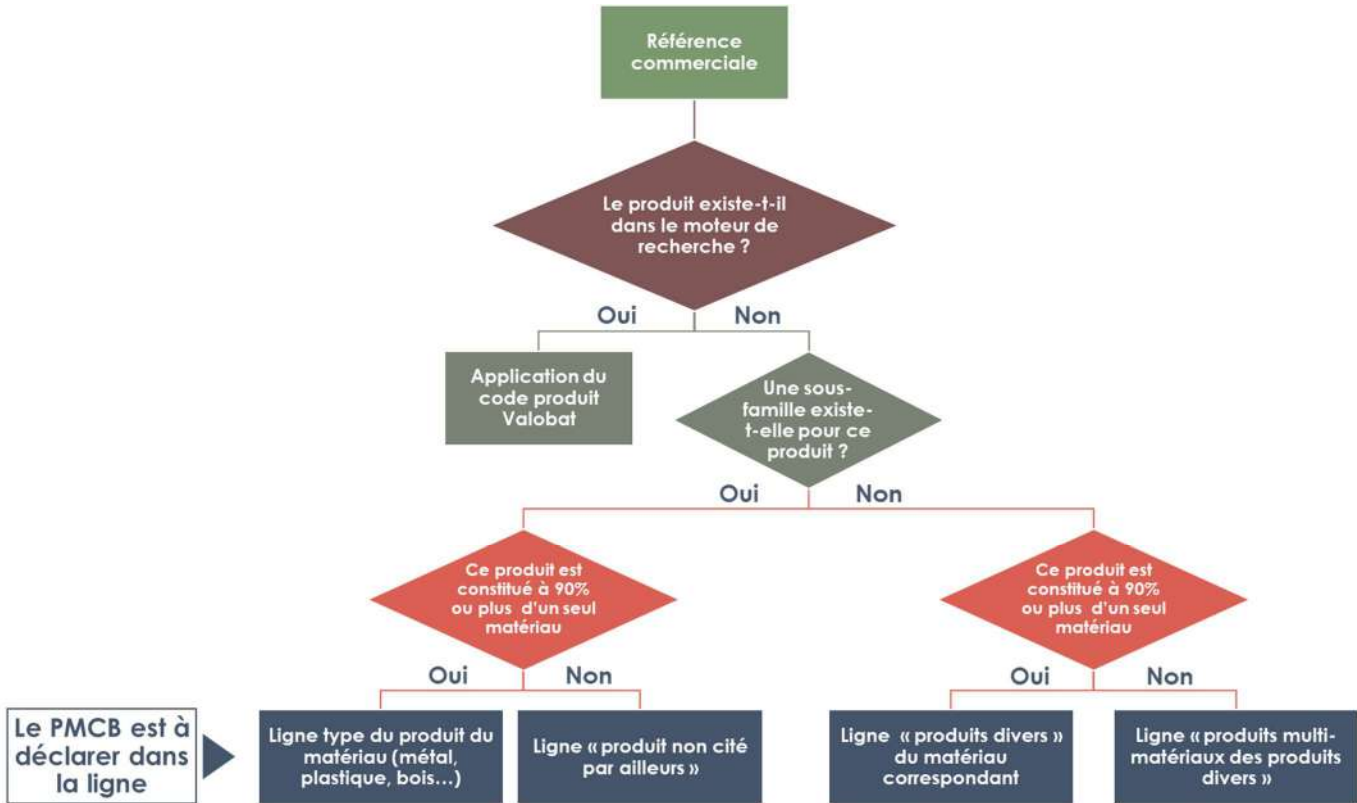 Référence
commerciale
Le produit existe-t-il
dans le moteur de
recherche ?
Oui
Non
Application du
code produit
Valobat
Une sous-
famille existe-
t-elle pour ce
produit ?
Oui
Non
Ce produit est
constitué à 90%
ou plus d'un seul
matériau
Ce produit est
constitué à 90%
ou plus d'un seul
matériau
Oui
Non
Oui
Non
Le PMCB est à
déclarer dans
la ligne
Ligne type du produit du
matériau (métal,
plastique, bois...)
Ligne « produit non cité
par ailleurs »
Ligne « produits divers »
du matériau
correspondant
Ligne « produits multi-
matériaux des produits
divers »